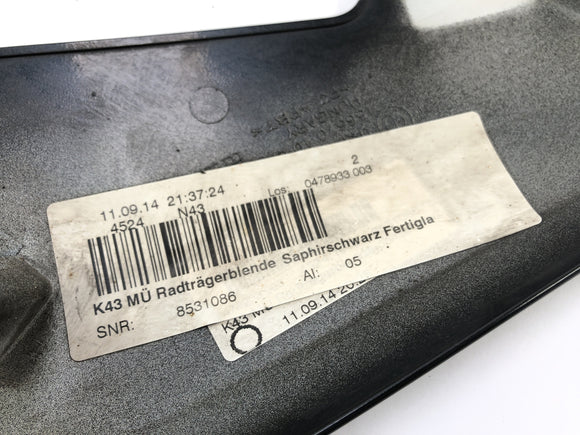 2
11.09.14 21:37:24 Los: 0478933 003
4524 N43
K43 MÜ Radträgerblende Saphirschwarz Fertigla
SNR: 8531086 AI: 05
K43
11.09.14